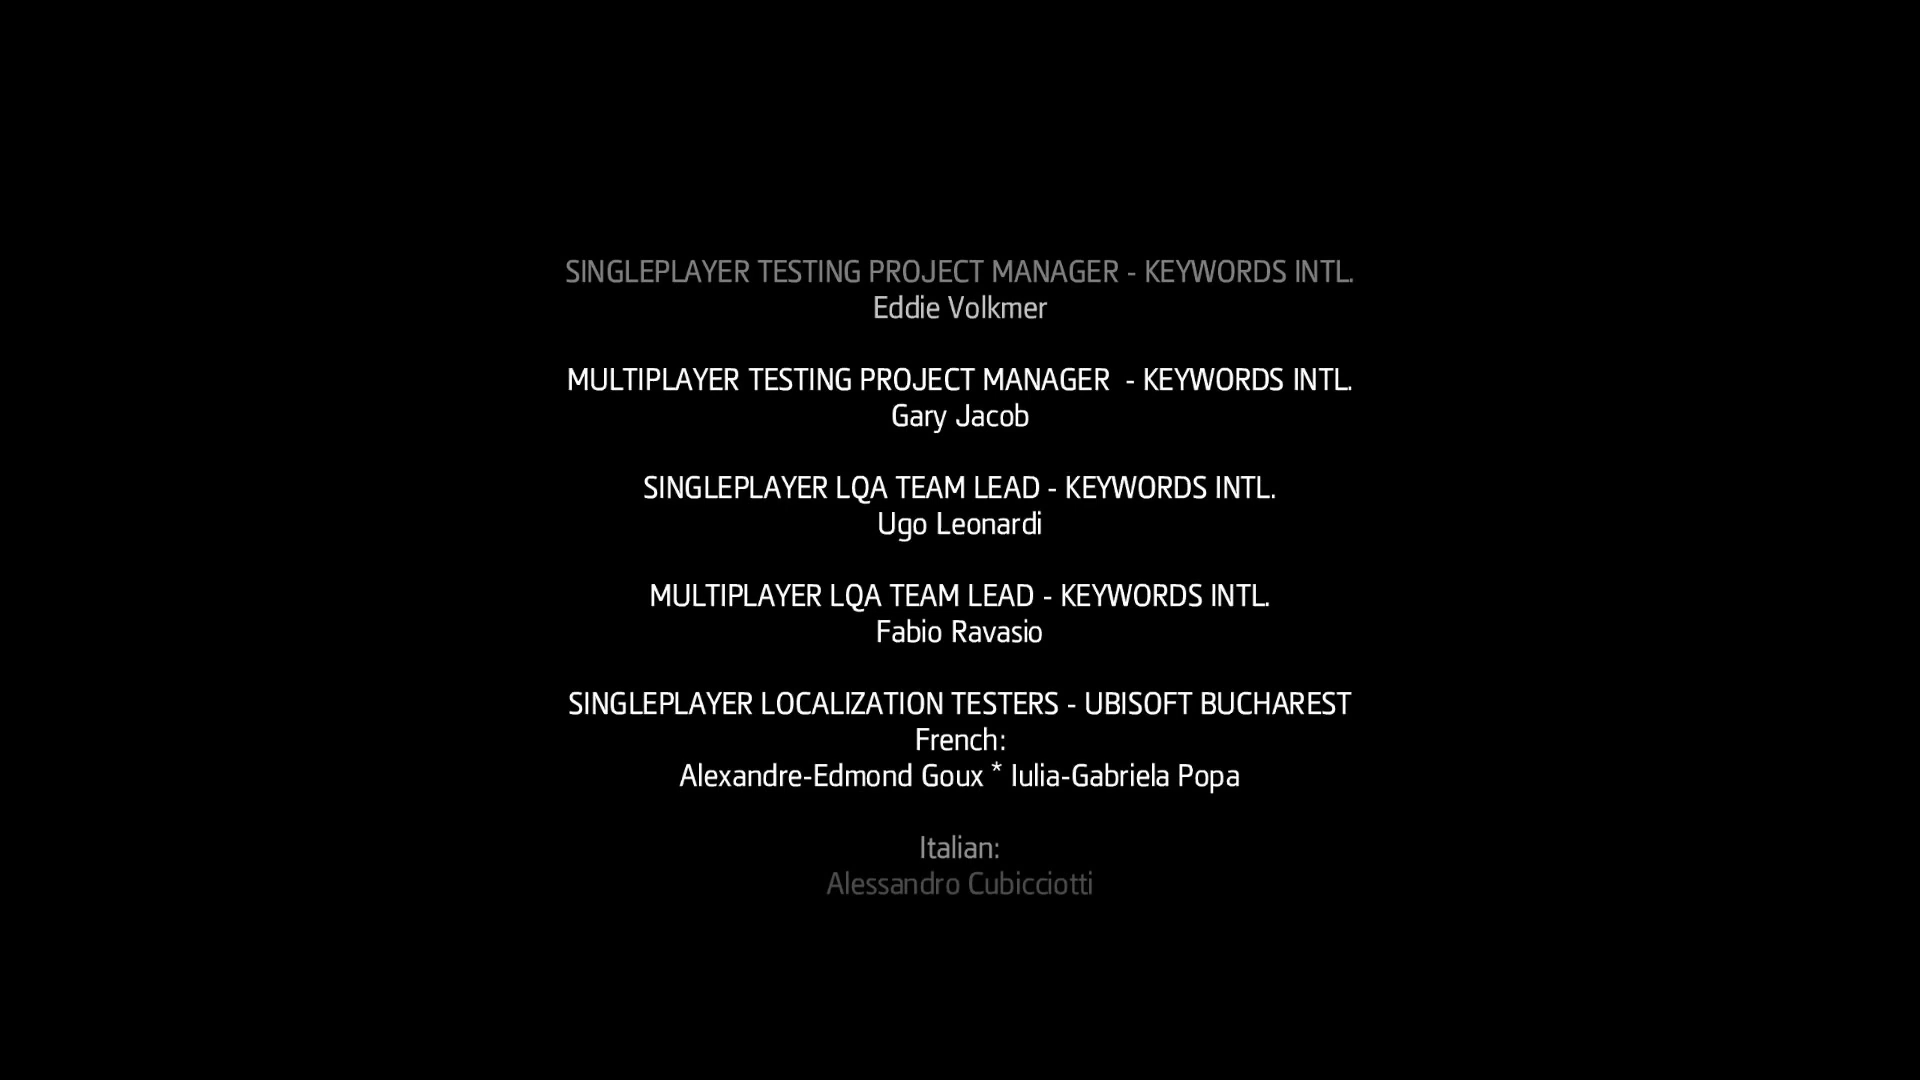 SINGLEPLAYER TESTING PROJECT MANAGER - KEYWORDS INTL.
Eddie Volkmer
MULTIPLAYER TESTING PROJECT MANAGER  - KEYWORDS INTL.
Gary Jacob
SINGLEPLAYER LQA TEAM LEAD - KEYWORDS INTL.
Ugo Leonardi
MULTIPLAYER LQA TEAM LEAD - KEYWORDS INTL.
Fabio Ravasio
SINGLEPLAYER LOCALIZATION TESTERS - UBISOFT BUCHAREST
French:
Alexandre-Edmond Goux * Iulia-Gabriela Popa
Italian:
Alessandro Cubicciotti